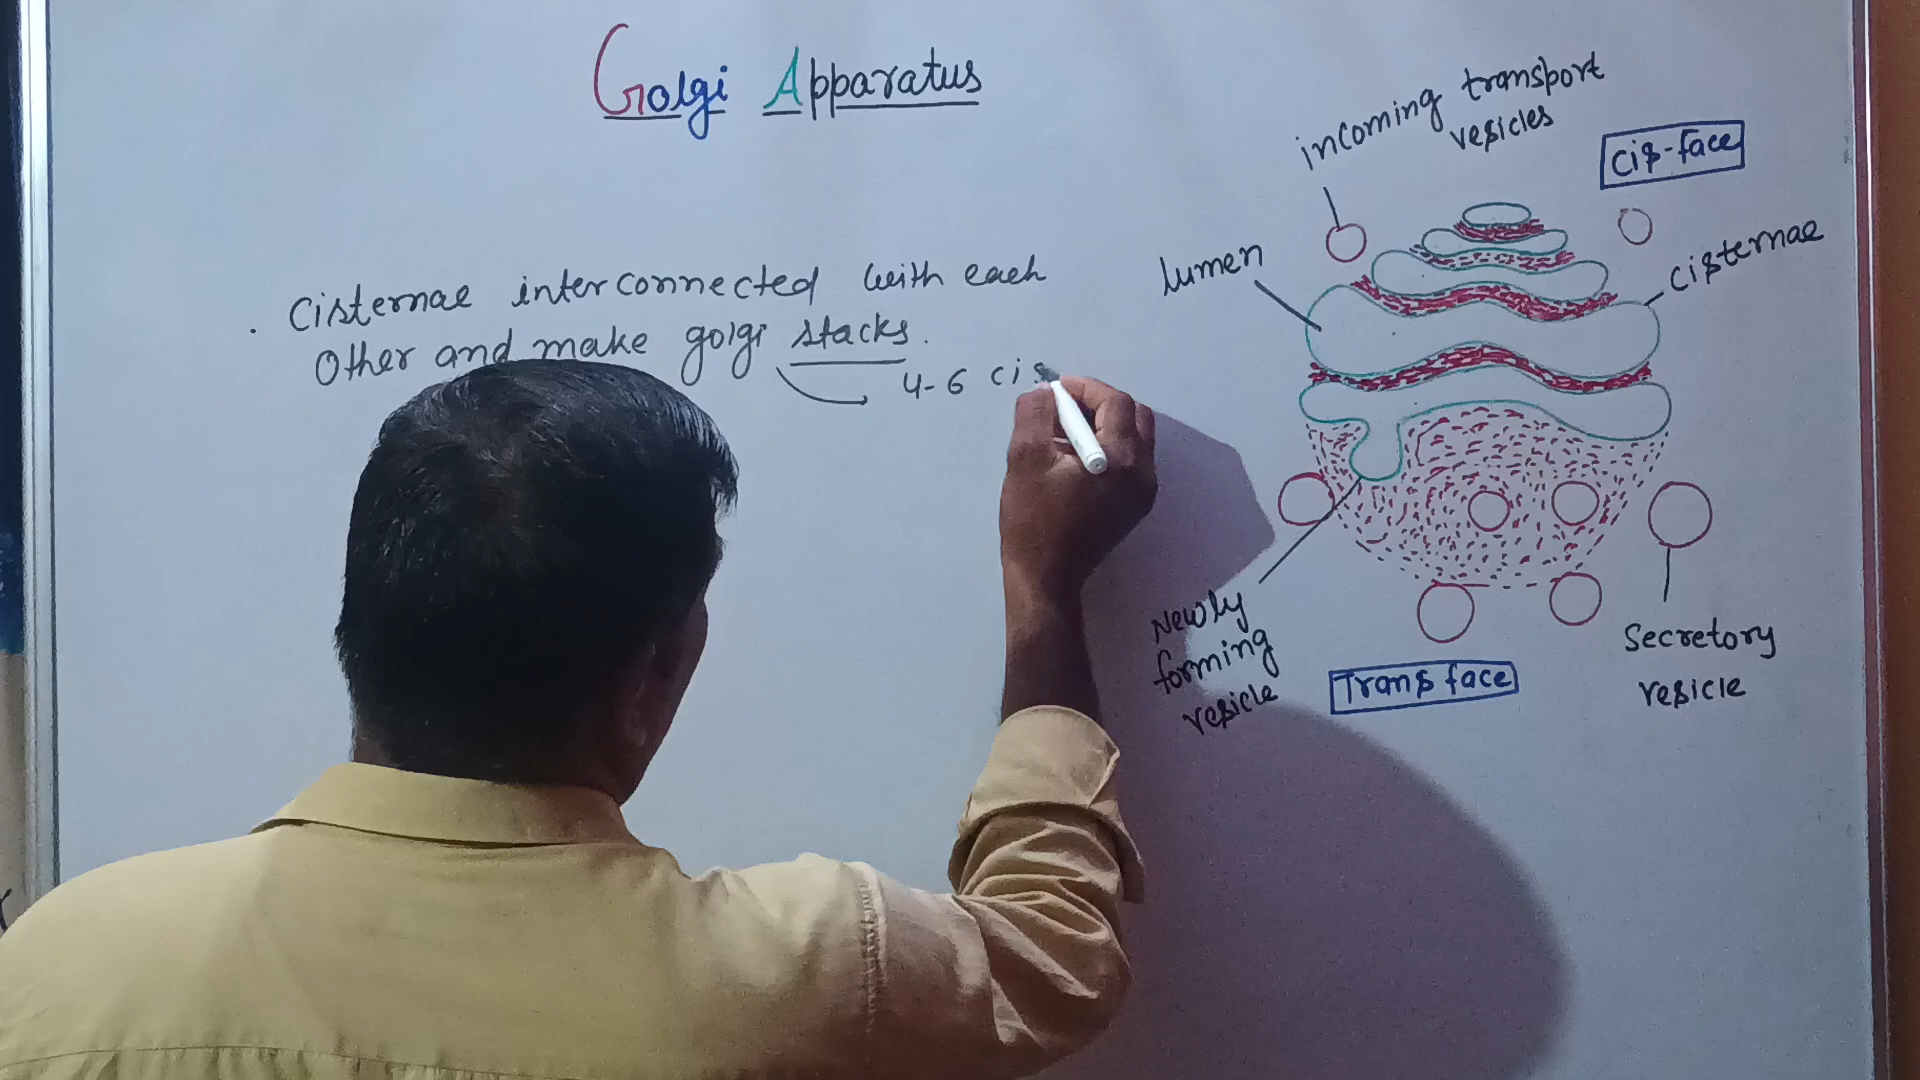 Golgi Apparatus
. Cisternae interconnected with each
Other and make golgi stacks.
4-6 cis
incoming transport
vesicles
cis-face
lumen
cisternae
Newly
forming
vesicle
Trans face
Secretory
vesicle